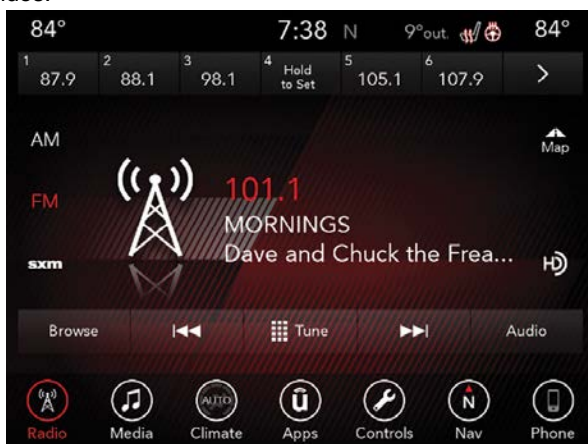 84° 7:38 N 9°out. 84°
1 87.9 2 88.1 3 98.1 4 Hold to Set 5 105.1 6 107.9 >
AM
Map
101.1
FM
MORNINGS
Dave and Chuck the Frea...
sxm
HD
Browse Tune Audio
AUTO û N
Radio Media Climate Apps Controls Nav Phone